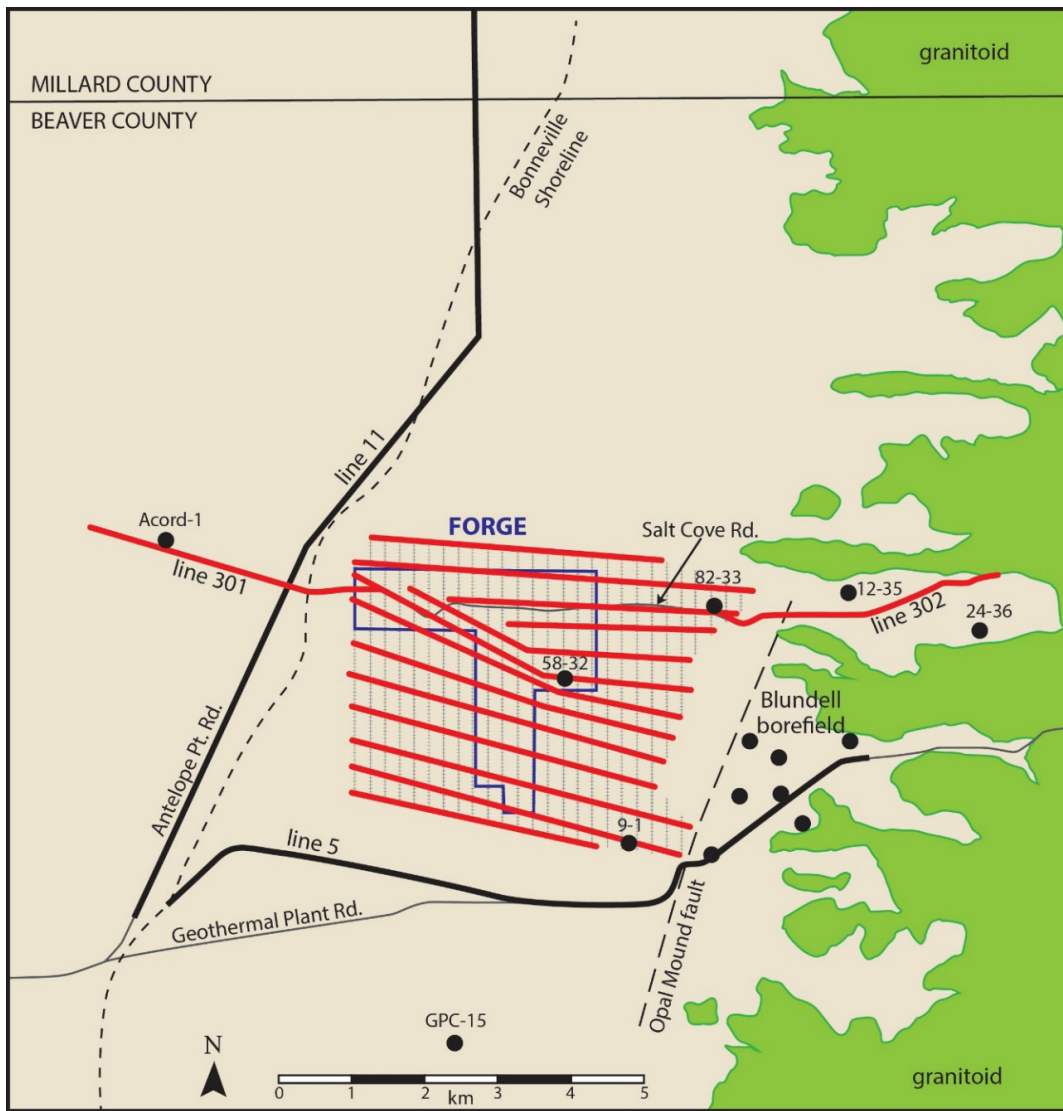 granitoid
MILLARD COUNTY
BEAVER COUNTY
Bonneville
Shoreline
line 11
Acord-1
FORGE
Salt Cove Rd.
line 301
82-33
12-35
line 302
24-36
58-32
Blundell
borefield
Antelope Pt. Rd.
line 5
9-1
Geothermal Plant Rd.
Opal Mound fault
GPC-15
N
0
1
2
3
4
5
km
granitoid